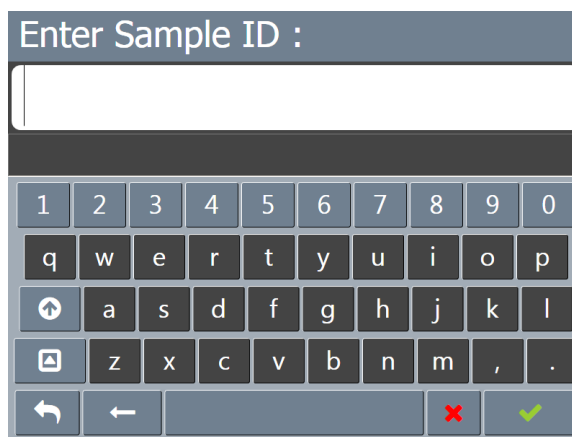 Enter Sample ID :
1 2 3 4 5 6 7 8 9 0
q w e r t y u i o p
a s d f g h j k l
z x c v b n m , .